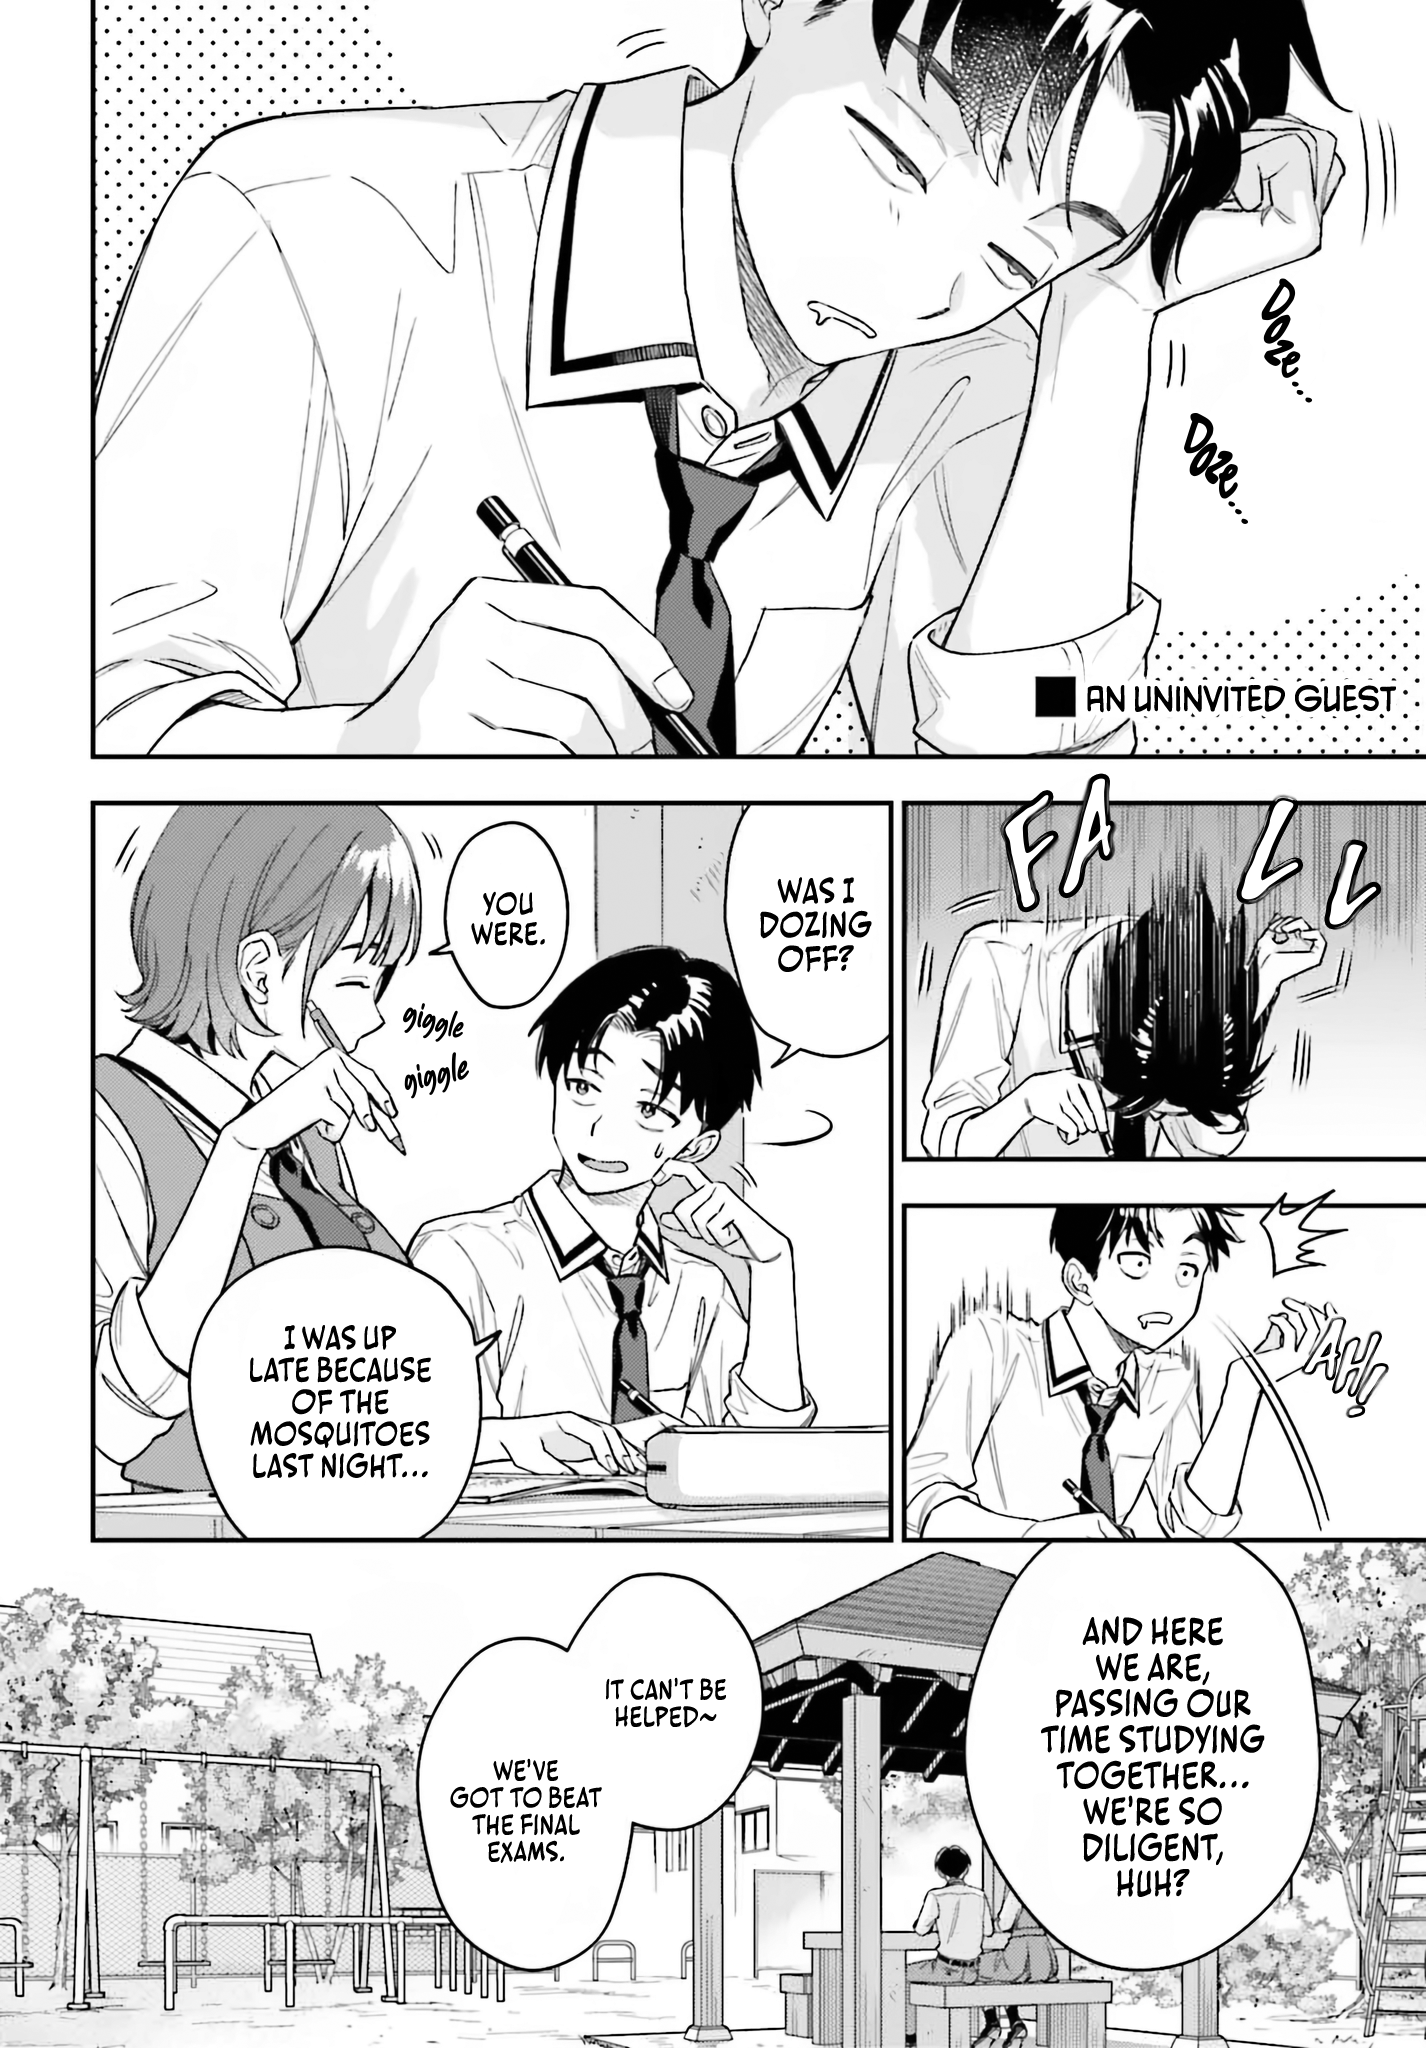 DOZE...
DOZE...
AN UNINVITED GUEST
FALL
AH!
WAS I
DOZING
OFF?
YOU
WERE.
giggle
giggle
I WAS UP
LATE BECAUSE
OF THE
MOSQUITOES
LAST NIGHT...
AND HERE
WE ARE,
PASSING OUR
TIME STUDYING
TOGETHER...
WE'RE SO
DILIGENT,
HUH?
IT CAN'T BE
HELPED~
WE'VE
GOT TO BEAT
THE FINAL
EXAMS.